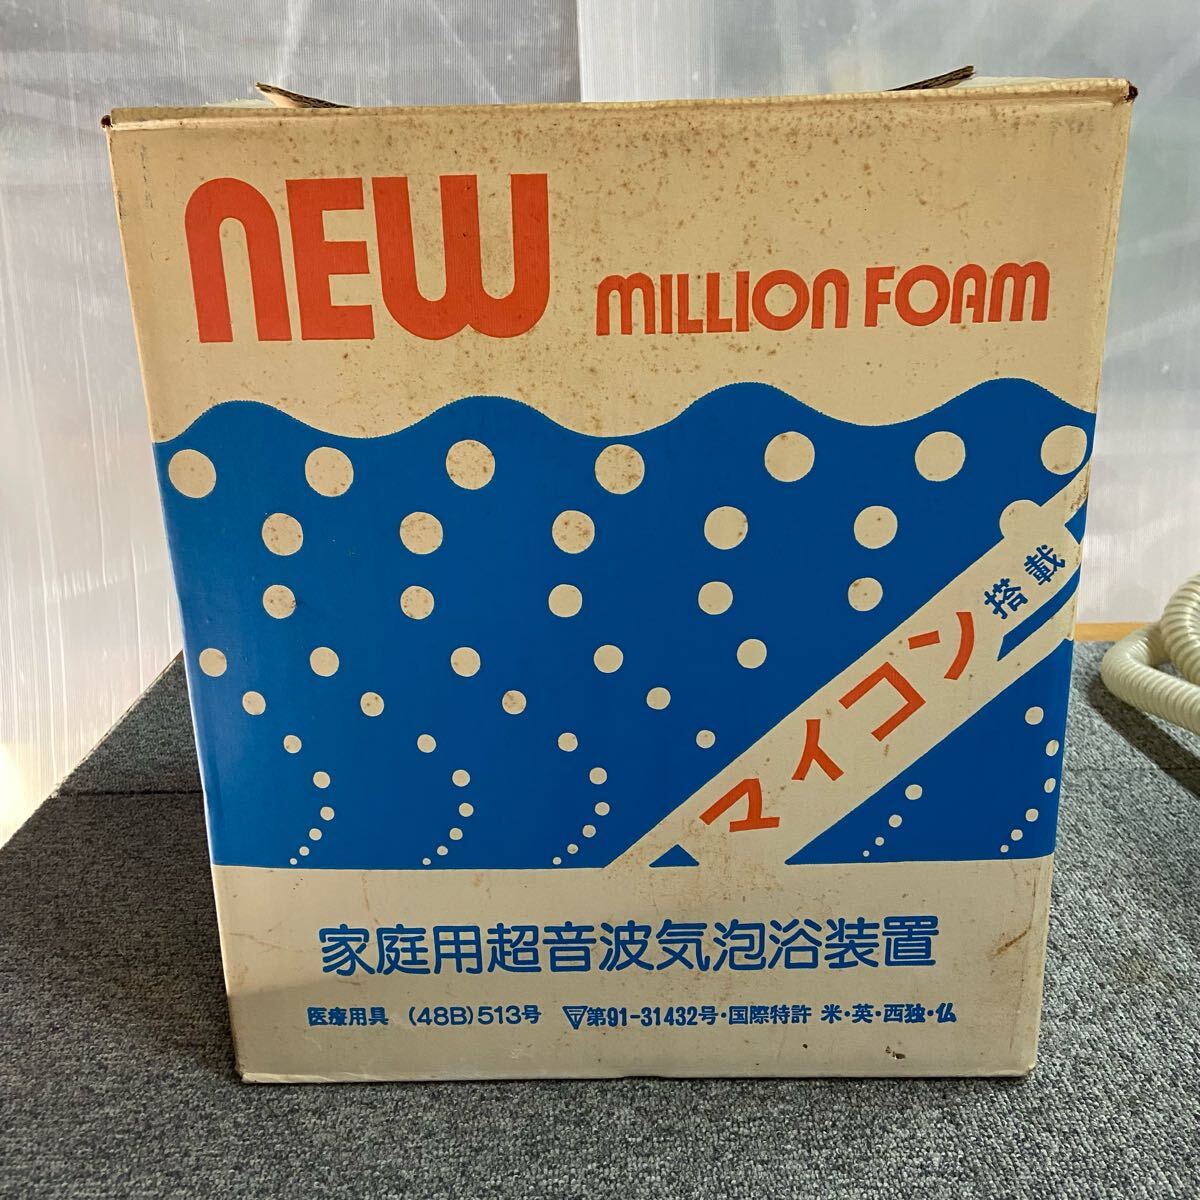 NEW
MILLION FOAM
マイコン搭載
家庭用超音波気泡浴装置
医療用具 (48B)513号 第91-31432号・国際特許 米・英・西独・仏